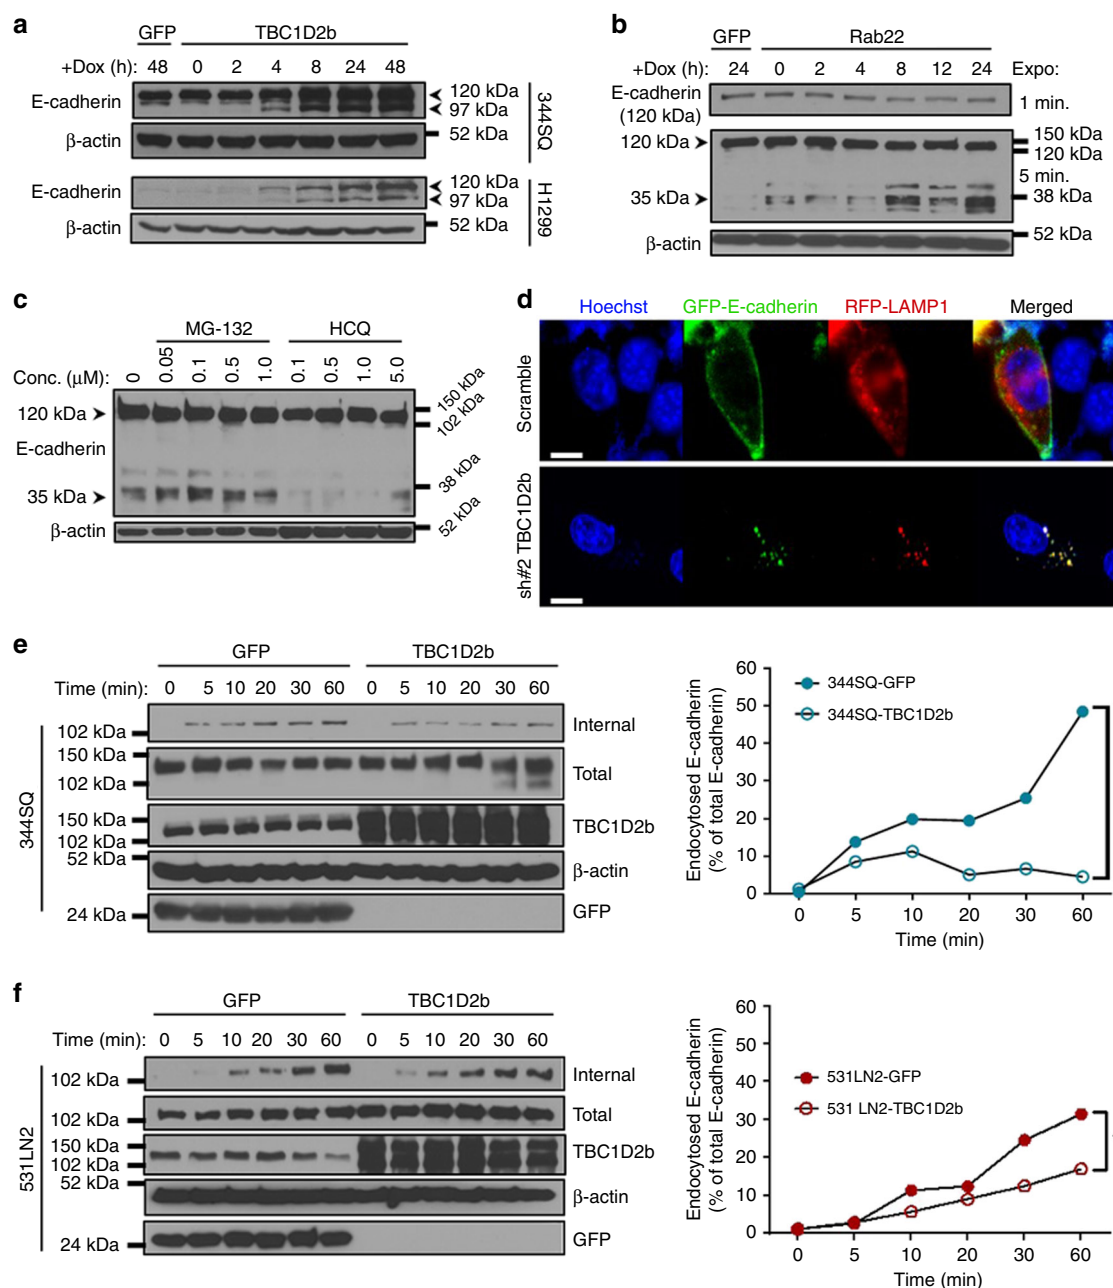 a
GFP TBC1D2b
+Dox (h): 48 0 2 4 8 24 48
E-cadherin
120 kDa
97 kDa
β-actin
52 kDa
344SQ
E-cadherin
120 kDa
97 kDa
β-actin
52 kDa
H1299
b
GFP Rab22
+Dox (h): 24 0 2 4 8 12 24 Expo:
E-cadherin
(120 kDa)
1 min.
120 kDa
150 kDa
120 kDa
5 min.
35 kDa
38 kDa
β-actin
52 kDa
c
MG-132 HCQ
Conc. (μM): 0 0.05 0.1 0.5 1.0 0.1 0.5 1.0 5.0
120 kDa
150 kDa
102 kDa
E-cadherin
35 kDa
38 kDa
β-actin
52 kDa
d
Hoechst GFP-E-cadherin RFP-LAMP1 Merged
Scramble
sh#2 TBC1D2b
e
GFP TBC1D2b
Time (min): 0 5 10 20 30 60 0 5 10 20 30 60
344SQ
102 kDa
Internal
150 kDa
102 kDa
Total
150 kDa
102 kDa
TBC1D2b
52 kDa
β-actin
24 kDa
GFP
Endocytosed E-cadherin
(% of total E-cadherin)
60
50
40
30
20
10
0
344SQ-GFP
344SQ-TBC1D2b
0 5 10 20 30 60
Time (min)
f
GFP TBC1D2b
Time (min): 0 5 10 20 30 60 0 5 10 20 30 60
531LN2
102 kDa
Internal
102 kDa
Total
150 kDa
102 kDa
TBC1D2b
52 kDa
β-actin
24 kDa
GFP
Endocytosed E-cadherin
(% of total E-cadherin)
60
50
40
30
20
10
0
531LN2-GFP
531 LN2-TBC1D2b
0 5 10 20 30 60
Time (min)